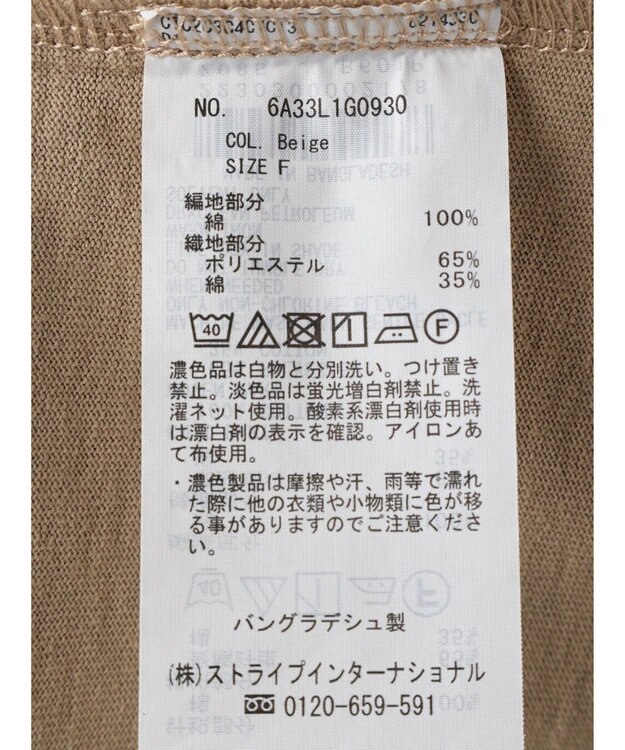 NO. 6A33L1G0930
COL. Beige
SIZE F
編地部分
綿 100%
織地部分
ポリエステル 65%
綿 35%
40
F
濃色品は白物と分別洗い。つけ置き
禁止。淡色品は蛍光増白剤禁止。洗
濯ネット使用。酸素系漂白剤使用時
は漂白剤の表示を確認。アイロンあ
て布使用。
・濃色製品は摩擦や汗、雨等で濡れ
た際に他の衣類や小物類に色が移
る事がありますのでご注意くださ
い。
バングラデシュ製
(株)ストライプインターナショナル
0120-659-591